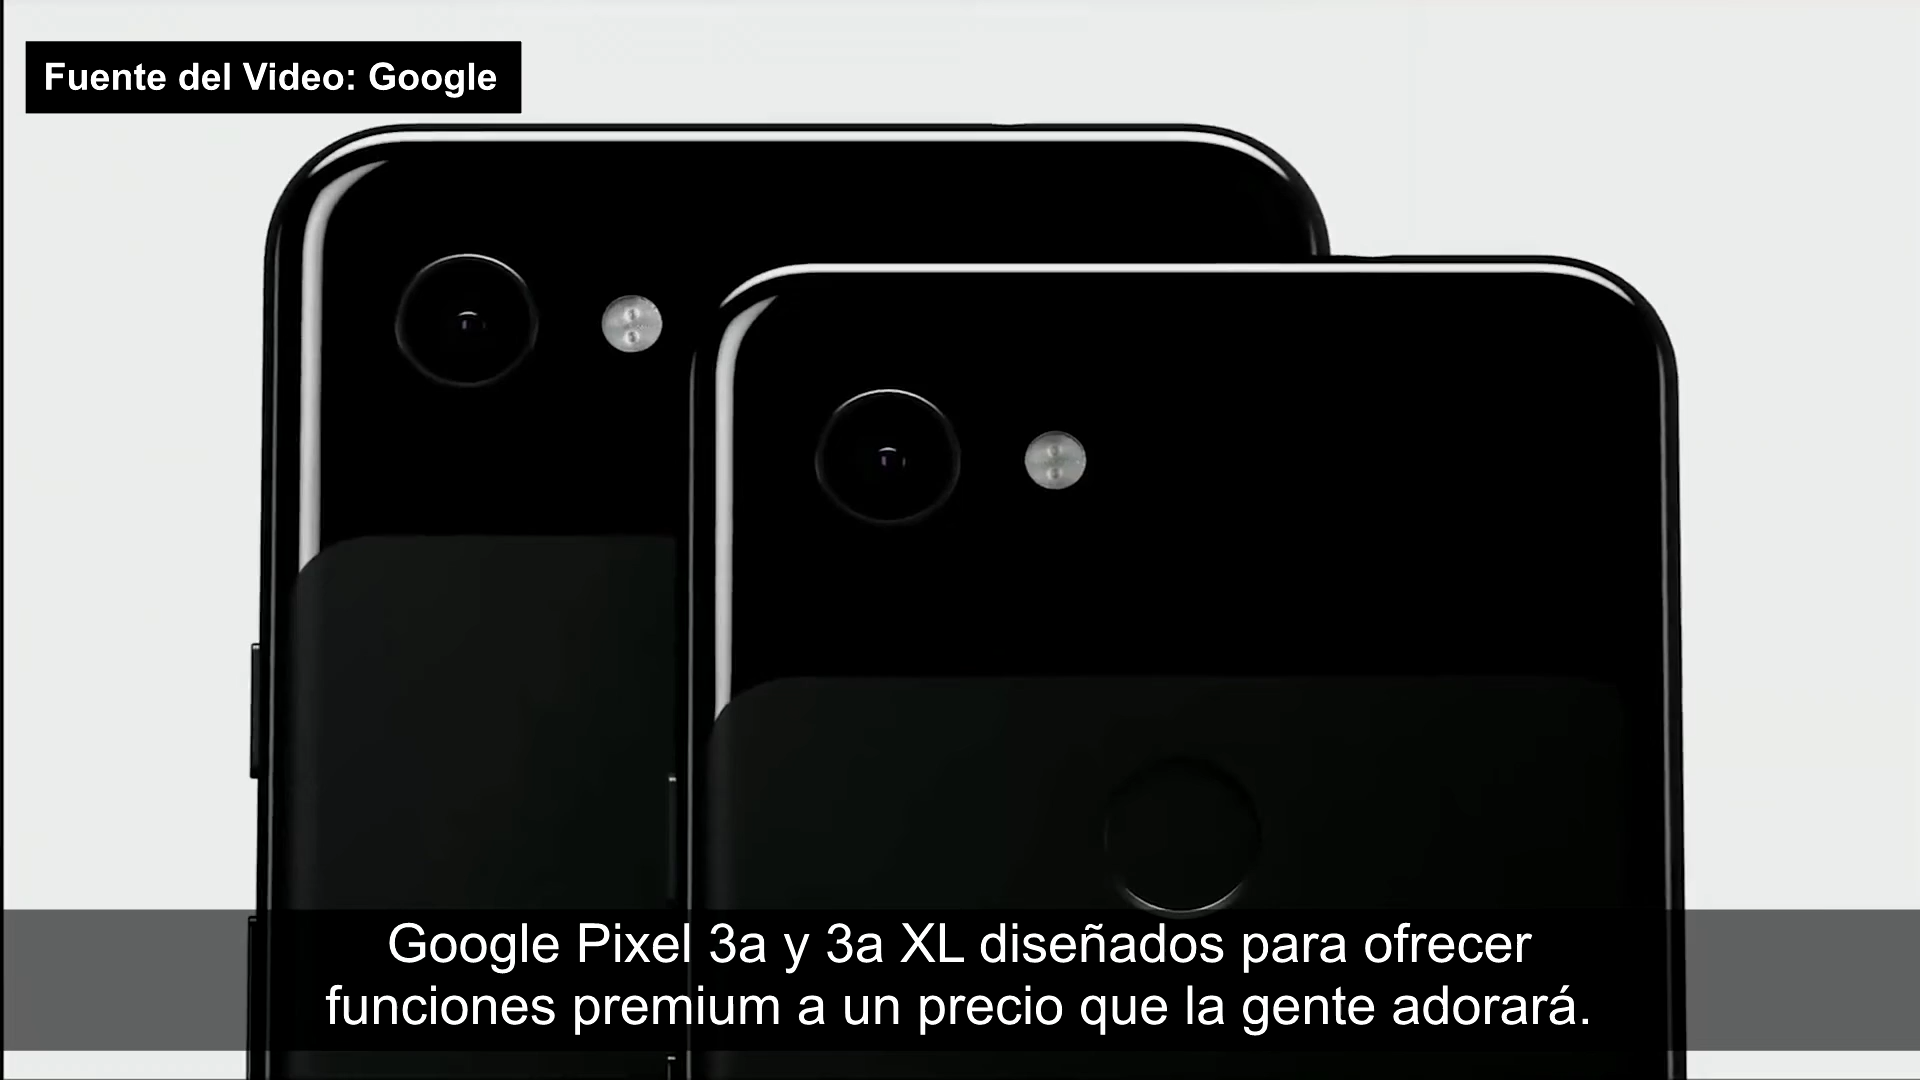 Fuente del Video: Google
Google Pixel 3a y 3a XL diseñados para ofrecer
funciones premium a un precio que la gente adorará.